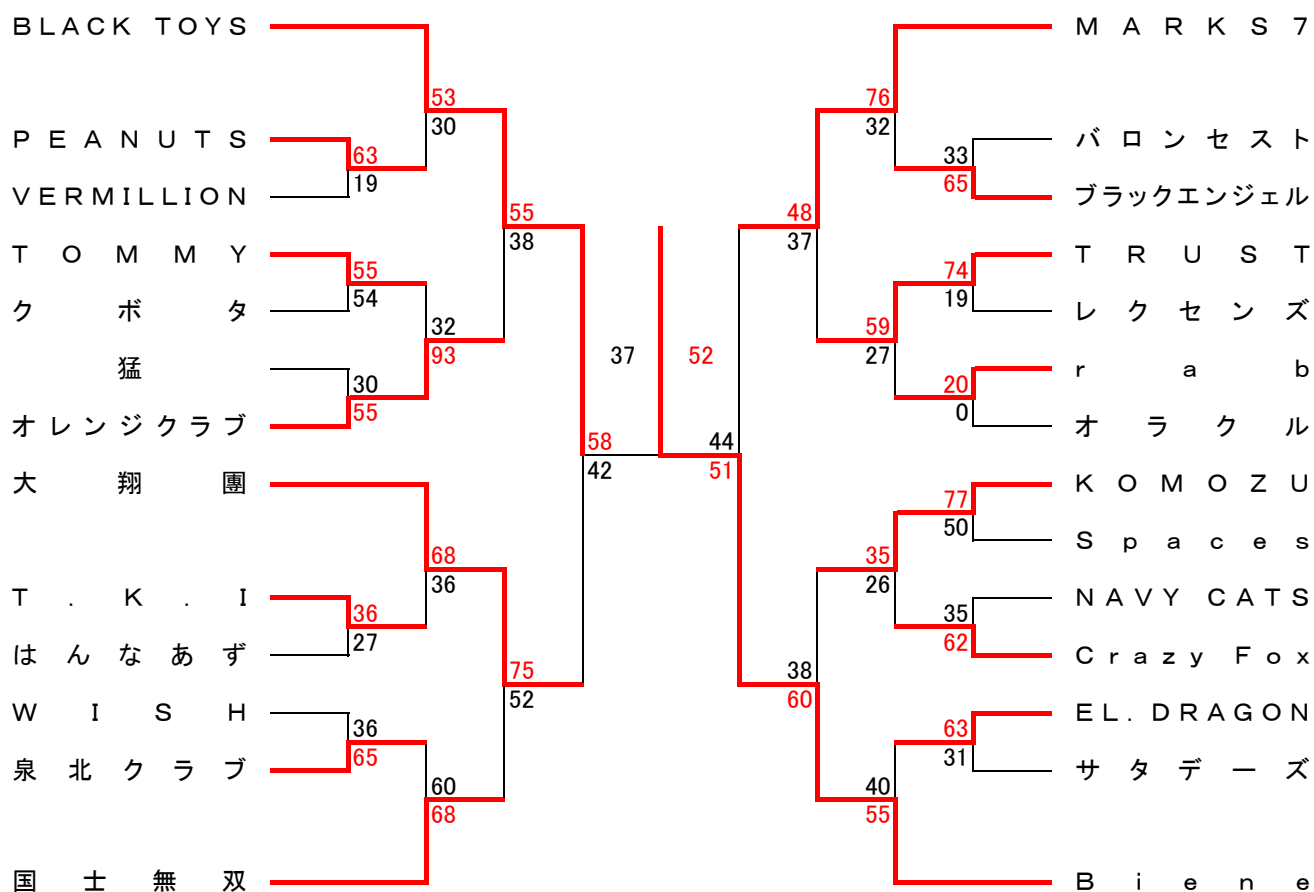 BLACK TOYS
PEANUTS
VERMILLION
TOMMY
クボタ
猛
オレンジクラブ
大翔團
T.K.I
はんなあず
WISH
泉北クラブ
国士無双
63
19
55
54
30
55
36
27
36
65
53
30
32
93
68
36
60
68
55
38
75
52
58
42
37
52
44
51
48
37
38
60
76
32
59
27
35
26
40
55
33
65
74
19
20
0
77
50
35
62
63
31
MARKS7
バロンセスト
ブラックエンジェル
TRUST
レクセンズ
rab
オラクル
KOMOZU
Spaces
NAVY CATS
Crazy Fox
EL.DRAGON
サタデーズ
Biene